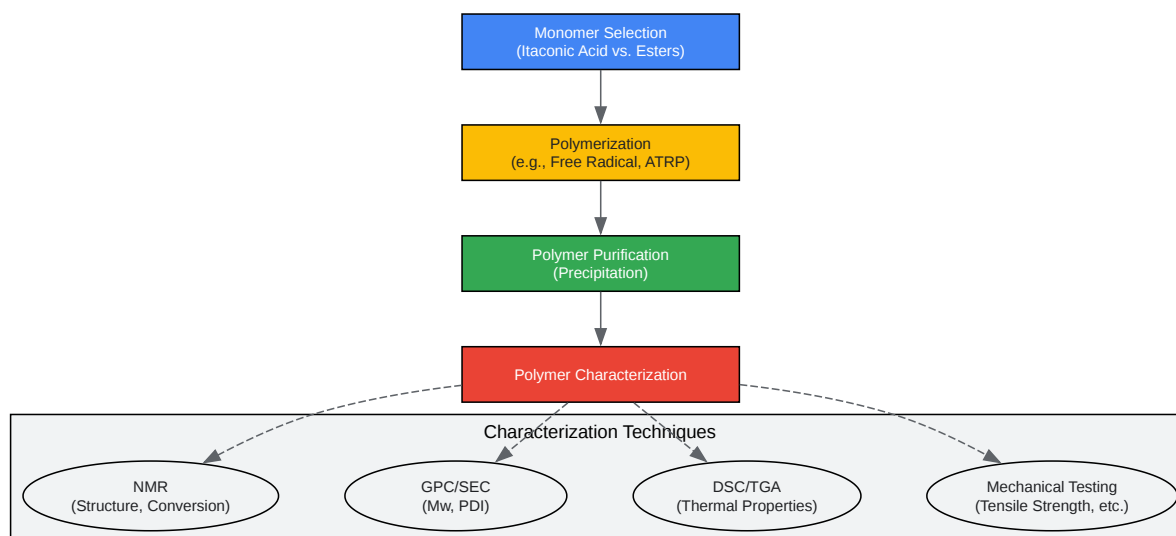 Monomer Selection
(Itaconic Acid vs. Esters)
Polymerization
(e.g., Free Radical, ATRP)
Polymer Purification
(Precipitation)
Polymer Characterization
Characterization Techniques
NMR
(Structure, Conversion)
GPC/SEC
(Mw, PDI)
DSC/TGA
(Thermal Properties)
Mechanical Testing
(Tensile Strength, etc.)